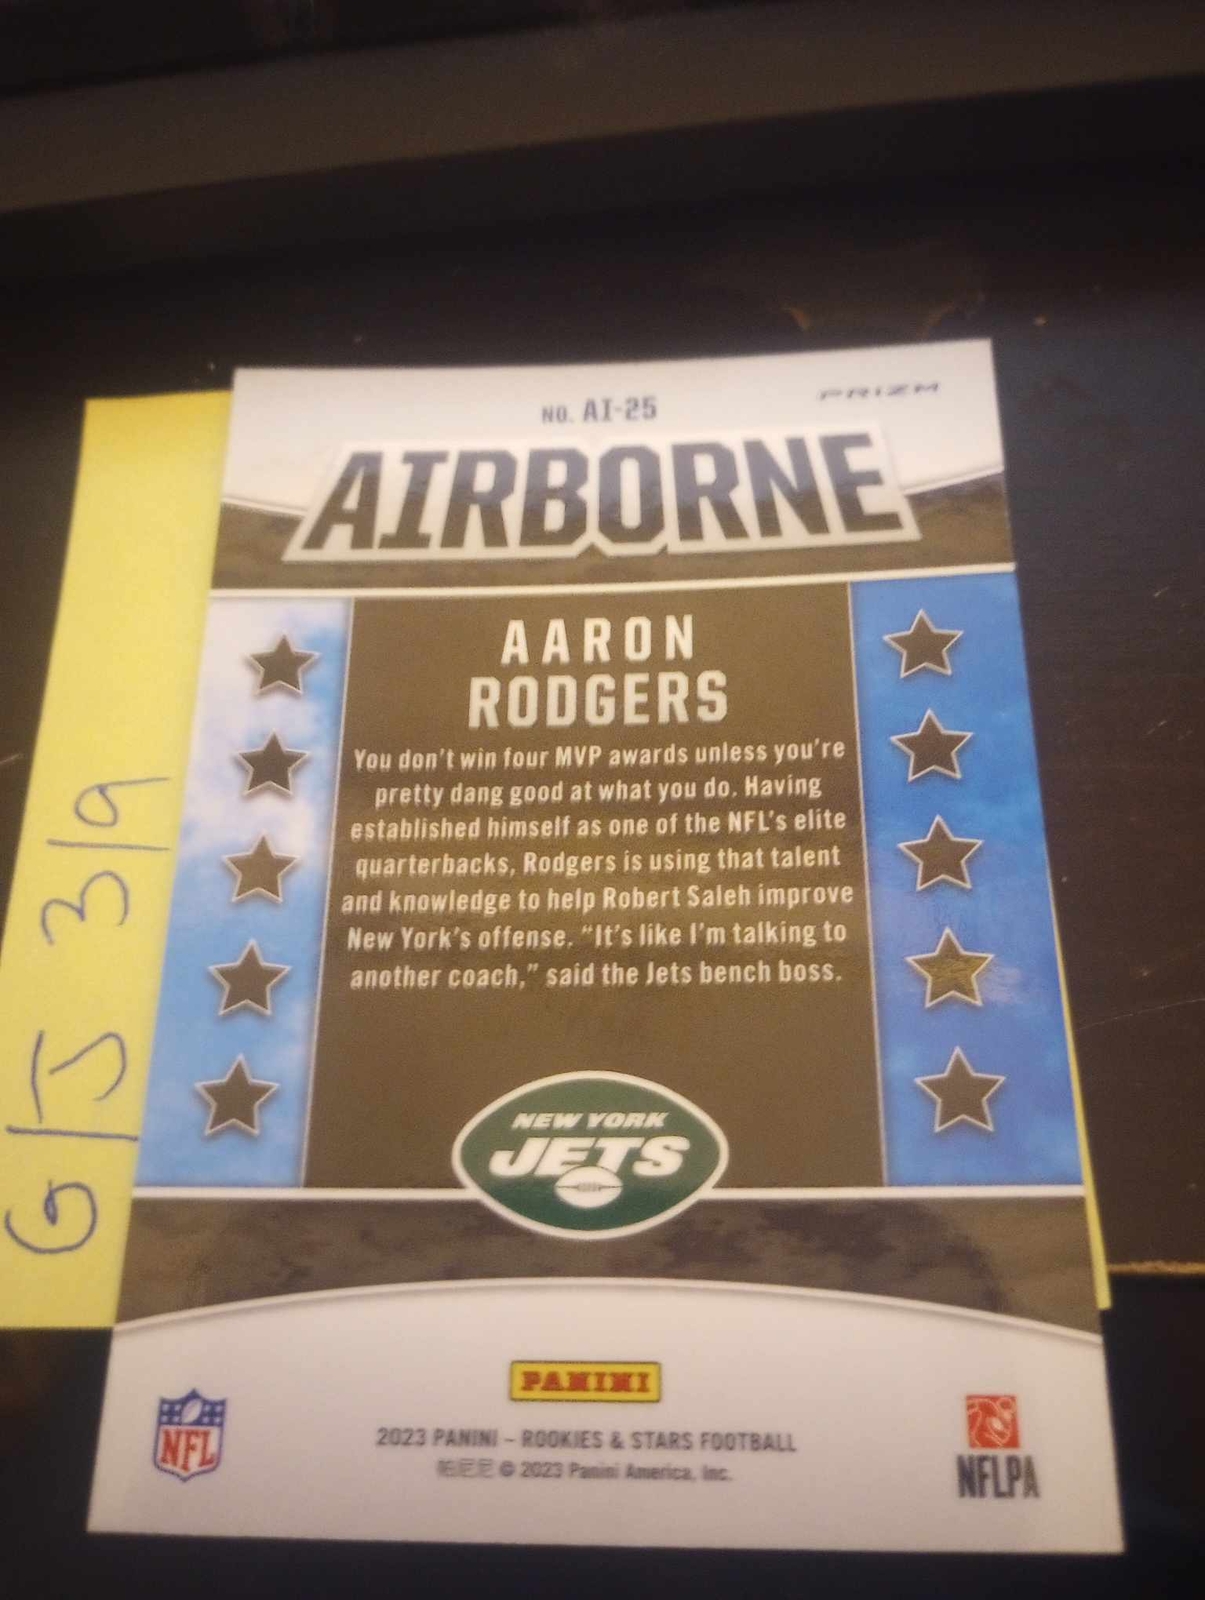 NO. AI-25
PRIZM
AIRBORNE
AARON
RODGERS
You don't win four MVP awards unless you're
pretty dang good at what you do. Having
established himself as one of the NFL's elite
quarterbacks, Rodgers is using that talent
and knowledge to help Robert Saleh improve
New York's offense. “It's like I'm talking to
another coach,” said the Jets bench boss.
NEW YORK
JETS
PANINI
2023 PANINI – ROOKIES & STARS FOOTBALL
帕尼尼 © 2023 Panini America, Inc.
NFL
NFLPA
G/J 3/9